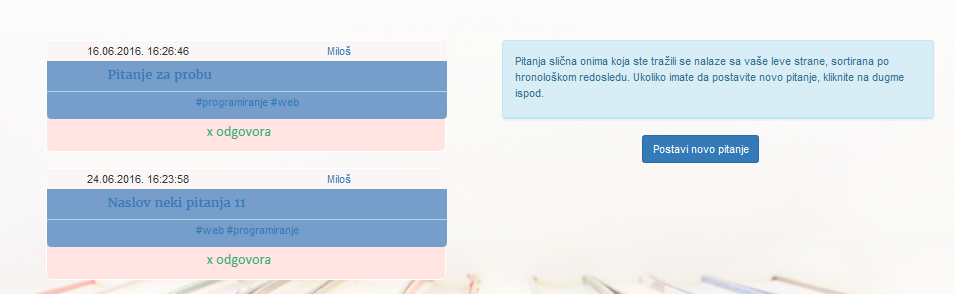 16.06.2016. 16:26:46 Miloš
Pitanje za probu
#programiranje #web
x odgovora
24.06.2016. 16:23:58 Miloš
Naslov neki pitanja 11
#web #programiranje
x odgovora
Pitanja slična onima koja ste tražili se nalaze sa vaše leve strane, sortirana po
hronološkom redosledu. Ukoliko imate da postavite novo pitanje, kliknite na dugme
ispod.
Postavi novo pitanje